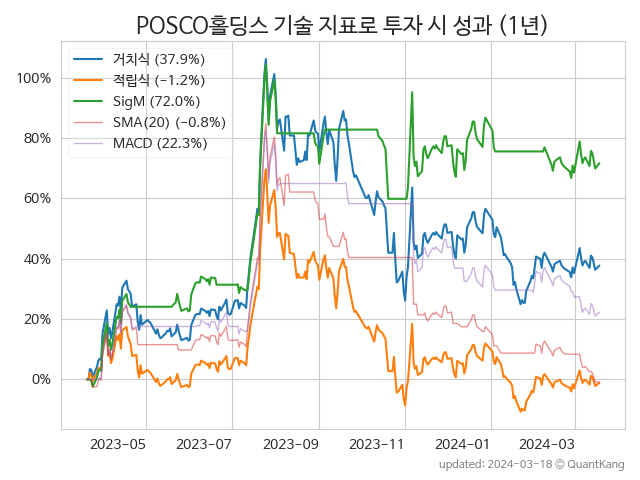 POSCO홀딩스 기술 지표로 투자 시 성과 (1년)
거치식 (37.9%)
적립식 (−1.2%)
SigM (72.0%)
SMA(20) (−0.8%)
MACD (22.3%)
100%
80%
60%
40%
20%
0%
2023-05 2023-07 2023-09 2023-11 2024-01 2024-03
updated: 2024-03-18 © QuantKang